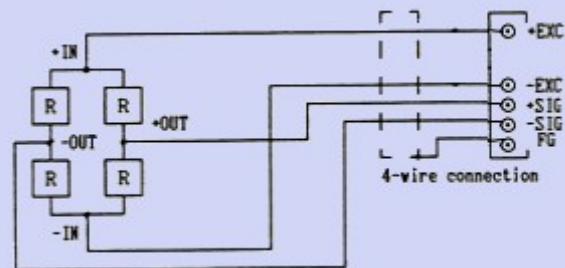 +IN
+EXC
R R
-EXC
+OUT
+SIG
-OUT
-SIG
FG
R R
4-wire connection
-IN